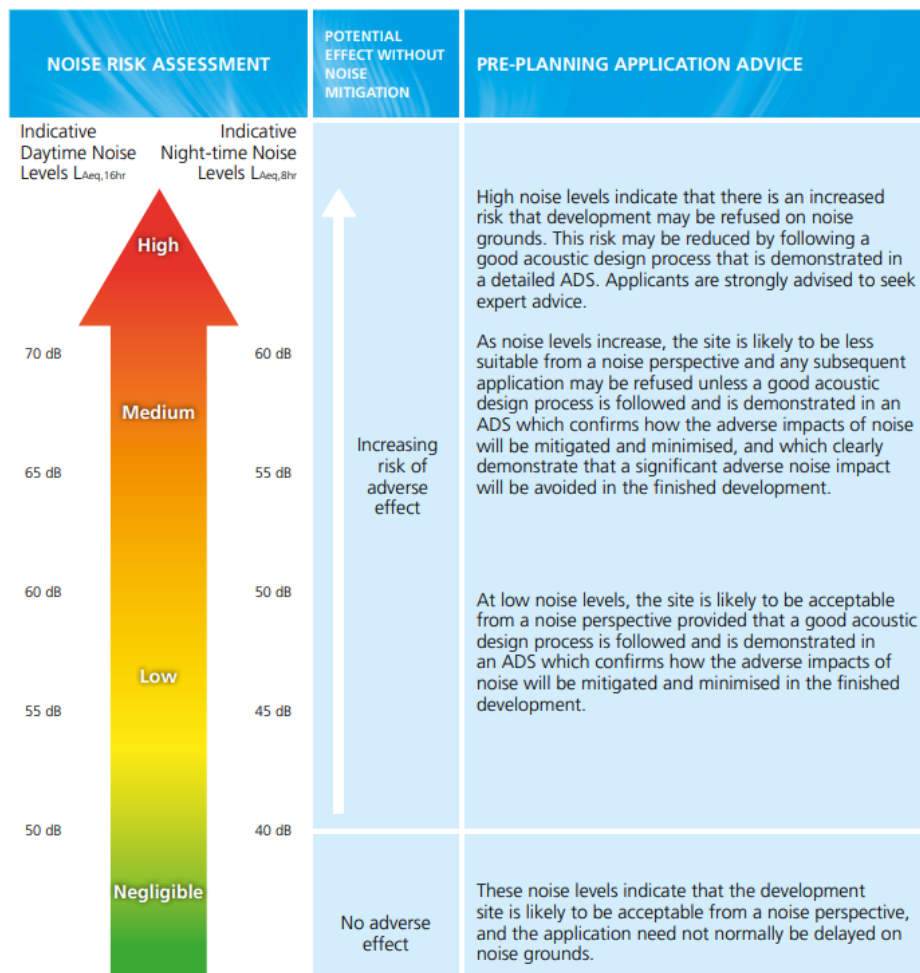 NOISE RISK ASSESSMENT
POTENTIAL
EFFECT WITHOUT
NOISE
MITIGATION
PRE-PLANNING APPLICATION ADVICE
Indicative
Daytime Noise
Levels LAeq,16hr
Indicative
Night-time Noise
Levels LAeq,8hr
High
70 dB
60 dB
Medium
65 dB
55 dB
60 dB
50 dB
Low
55 dB
45 dB
50 dB
40 dB
Negligible
Increasing
risk of
adverse
effect
No adverse
effect
High noise levels indicate that there is an increased
risk that development may be refused on noise
grounds. This risk may be reduced by following a
good acoustic design process that is demonstrated in
a detailed ADS. Applicants are strongly advised to seek
expert advice.
As noise levels increase, the site is likely to be less
suitable from a noise perspective and any subsequent
application may be refused unless a good acoustic
design process is followed and is demonstrated in an
ADS which confirms how the adverse impacts of noise
will be mitigated and minimised, and which clearly
demonstrate that a significant adverse noise impact
will be avoided in the finished development.
At low noise levels, the site is likely to be acceptable
from a noise perspective provided that a good acoustic
design process is followed and is demonstrated in
an ADS which confirms how the adverse impacts of
noise will be mitigated and minimised in the finished
development.
These noise levels indicate that the development
site is likely to be acceptable from a noise perspective,
and the application need not normally be delayed on
noise grounds.